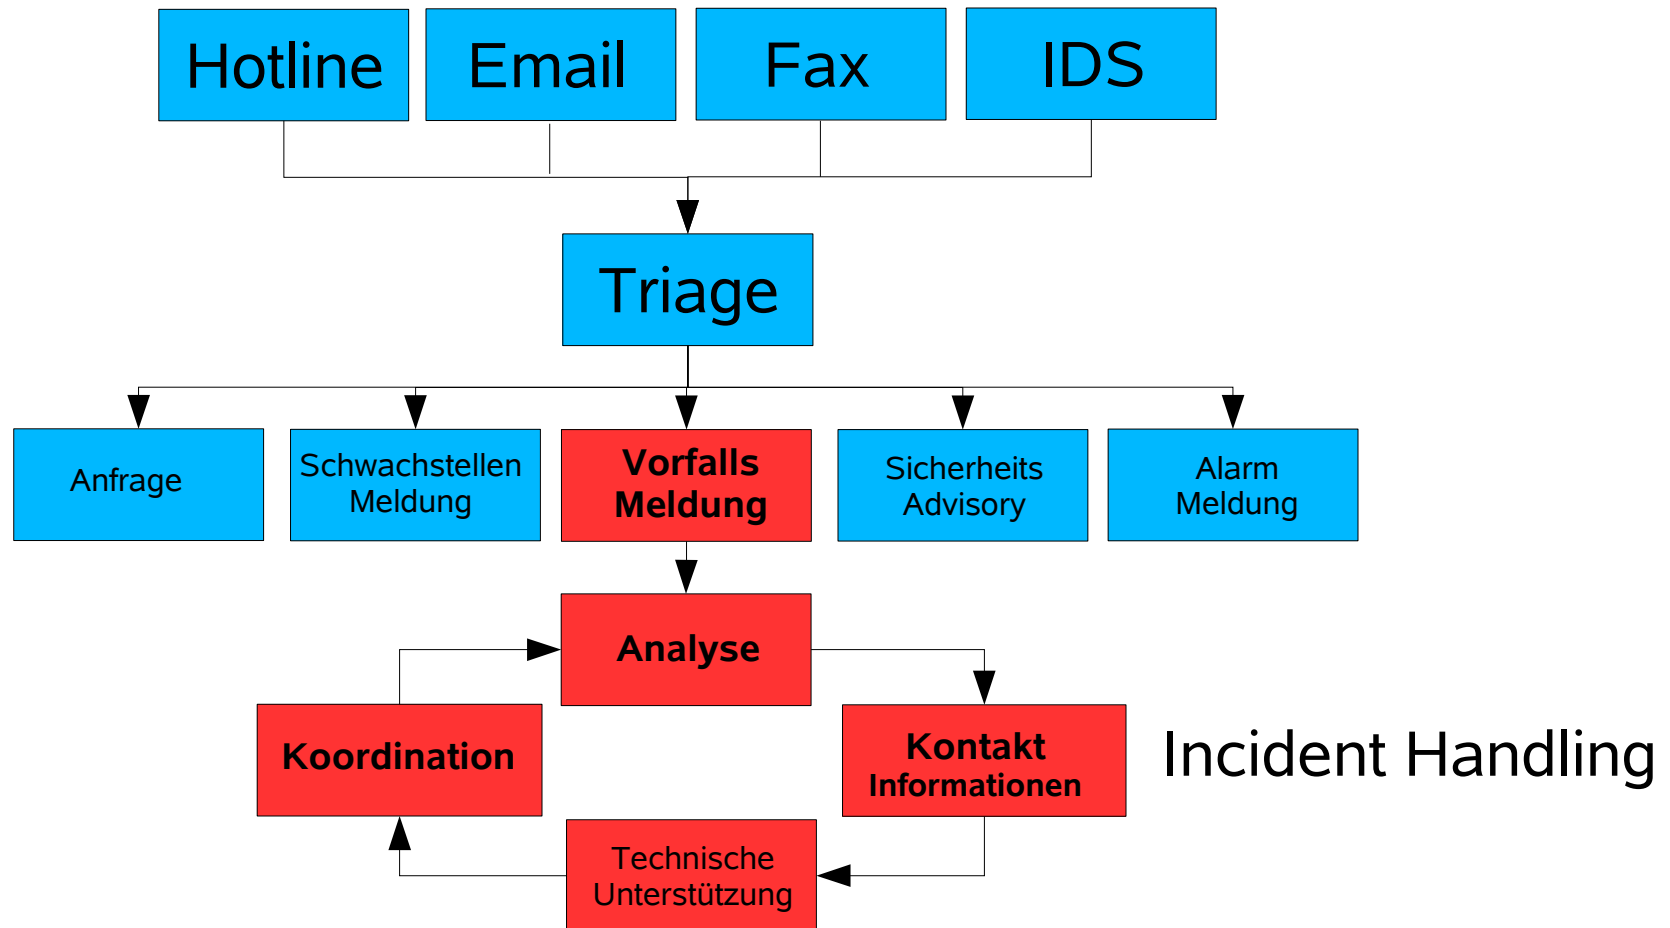 Hotline
Email
Fax
IDS
Triage
Anfrage
Schwachstellen
Meldung
Vorfalls
Meldung
Sicherheits
Advisory
Alarm
Meldung
Analyse
Koordination
Kontakt
Informationen
Incident Handling
Technische
Unterstützung